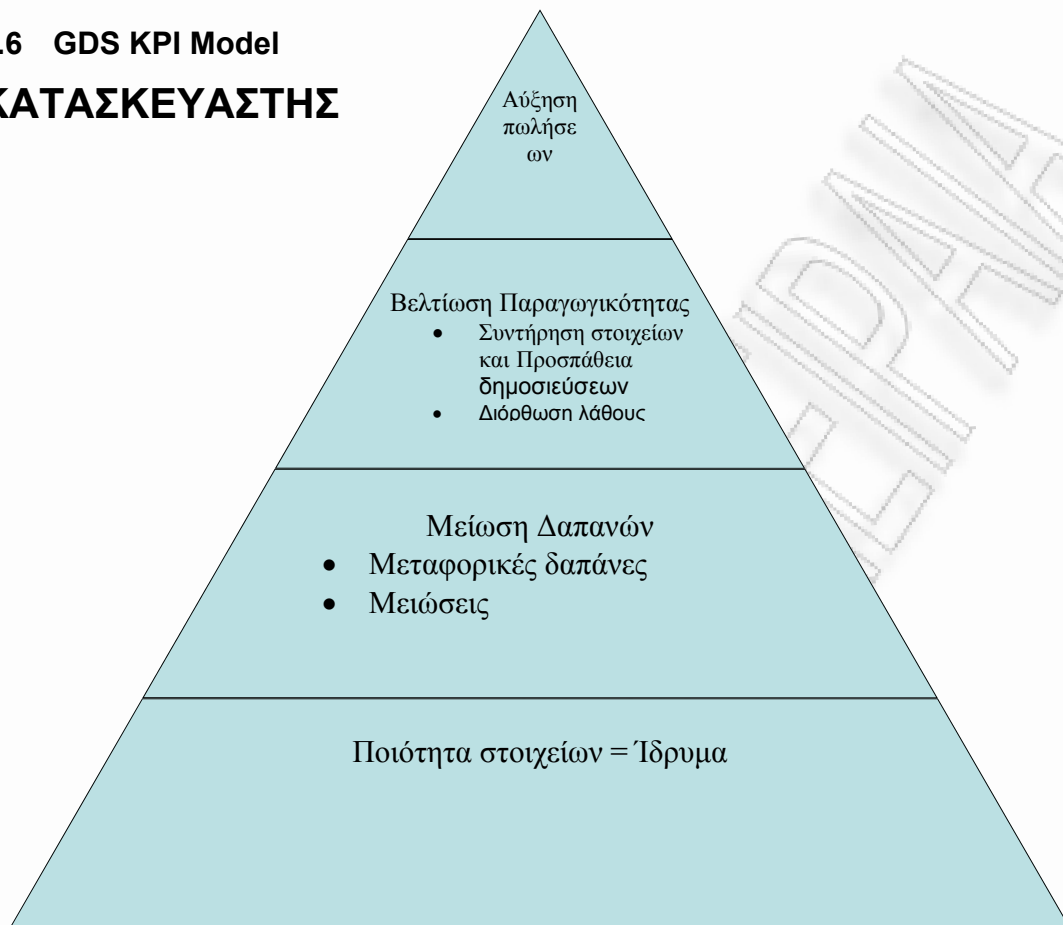 .6 GDS KPI Model
ΚΑΤΑΣΚΕΥΑΣΤΗΣ
Αύξηση
πωλήσε
ων
Βελτίωση Παραγωγικότητας
• Συντήρηση στοιχείων
και Προσπάθεια
δημοσιεύσεων
• Διόρθωση λάθους
Μείωση Δαπανών
• Μεταφορικές δαπάνες
• Μειώσεις
Ποιότητα στοιχείων = Ίδρυμα